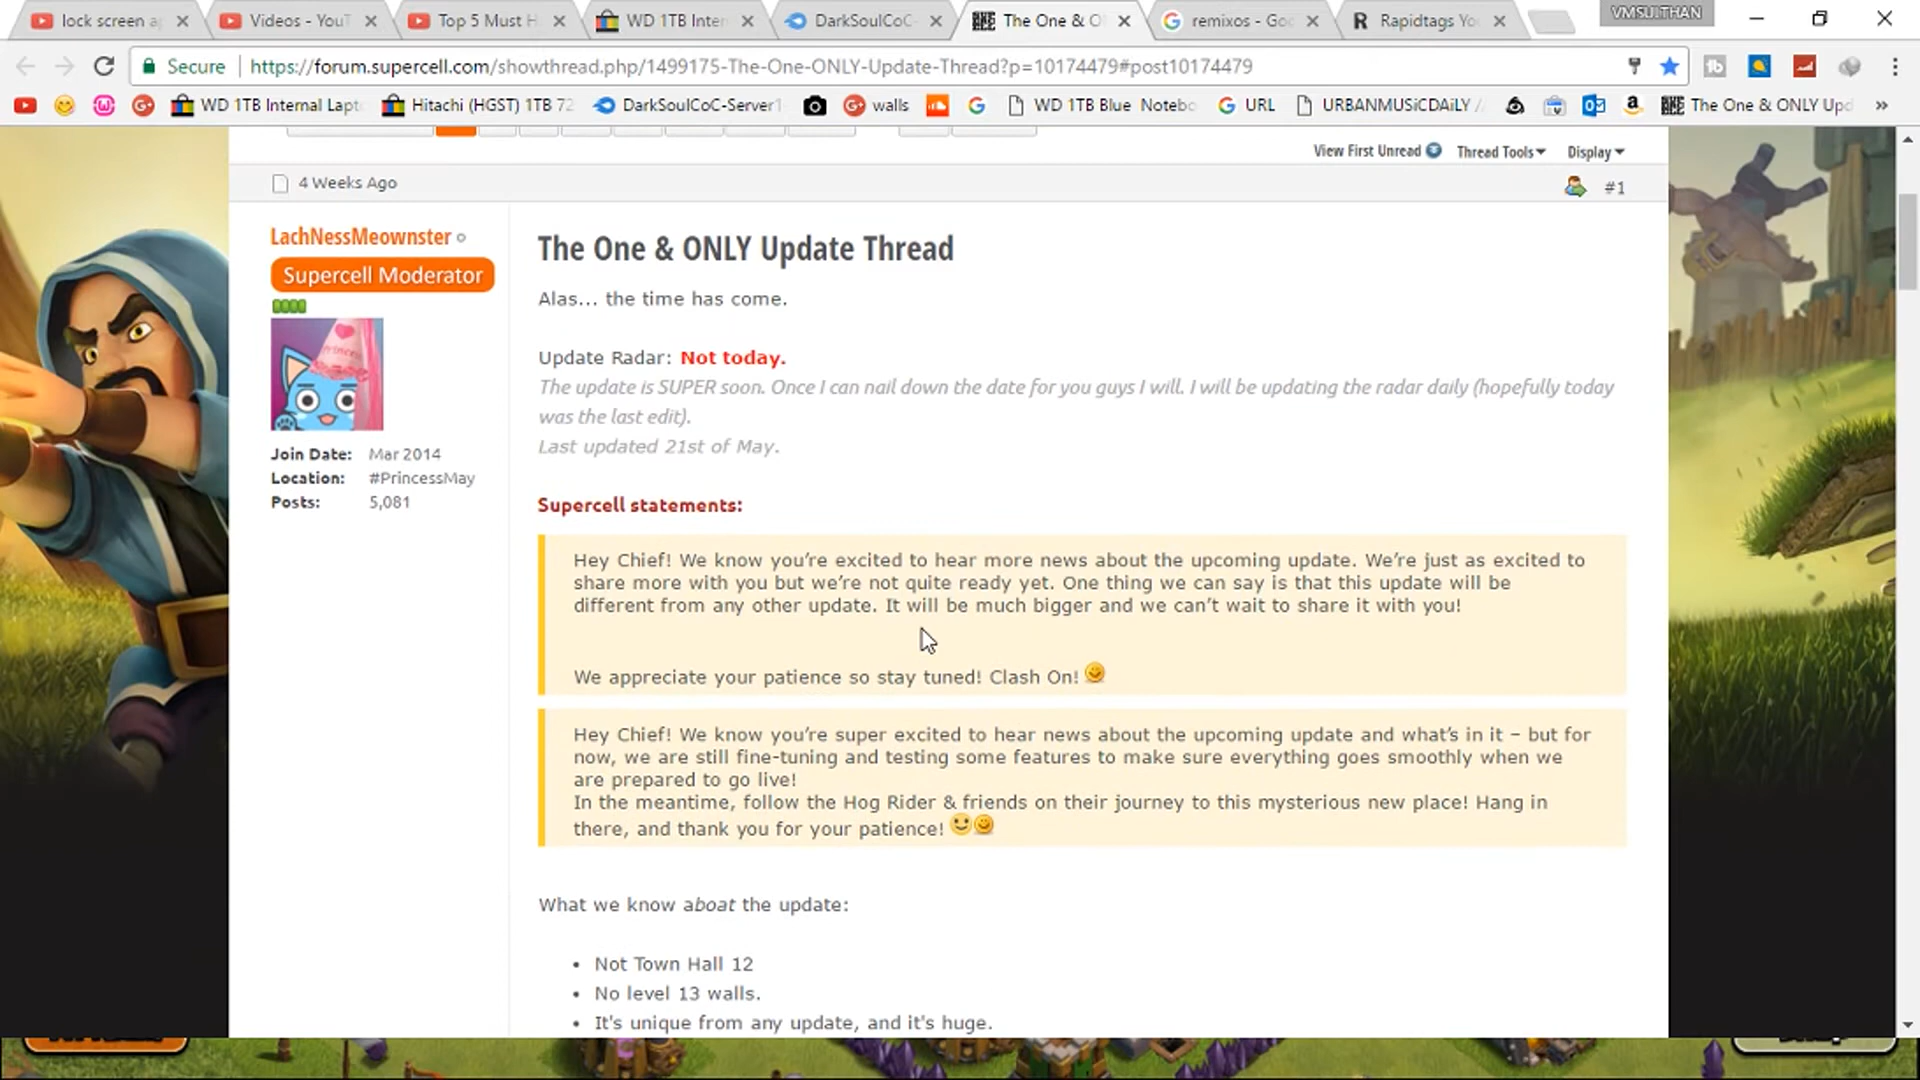 lock screen a
Videos - YouT
Top 5 Must H
WD 1TB Inter
DarkSoulCoC-
The One & O
remixos - Goo
Rapidtags Yo
VMSUJITHAN
Secure
https://forum.supercell.com/showthread.php/1499175-The-One-ONLY-Update-Thread?p=10174479#post10174479
WD 1TB Internal Lapt
Hitachi (HGST) 1TB 72
DarkSoulCoC-Server1
walls
WD 1TB Blue Notebo
URL
URBANMUSiCDAiLY //
The One & ONLY Upd
View First Unread
Thread Tools
Display
4 Weeks Ago
#1
LachNessMeownster
Supercell Moderator
Join Date: Mar 2014
Location: #PrincessMay
Posts: 5,081
The One & ONLY Update Thread
Alas... the time has come.
Update Radar: Not today.
The update is SUPER soon. Once I can nail down the date for you guys I will. I will be updating the radar daily (hopefully today
was the last edit).
Last updated 21st of May.
Supercell statements:
Hey Chief! We know you’re excited to hear more news about the upcoming update. We’re just as excited to
share more with you but we’re not quite ready yet. One thing we can say is that this update will be
different from any other update. It will be much bigger and we can’t wait to share it with you!
We appreciate your patience so stay tuned! Clash On!
Hey Chief! We know you’re super excited to hear news about the upcoming update and what’s in it – but for
now, we are still fine-tuning and testing some features to make sure everything goes smoothly when we
are prepared to go live!
In the meantime, follow the Hog Rider & friends on their journey to this mysterious new place! Hang in
there, and thank you for your patience!
What we know aboat the update:
• Not Town Hall 12
• No level 13 walls.
• It's unique from any update, and it's huge.